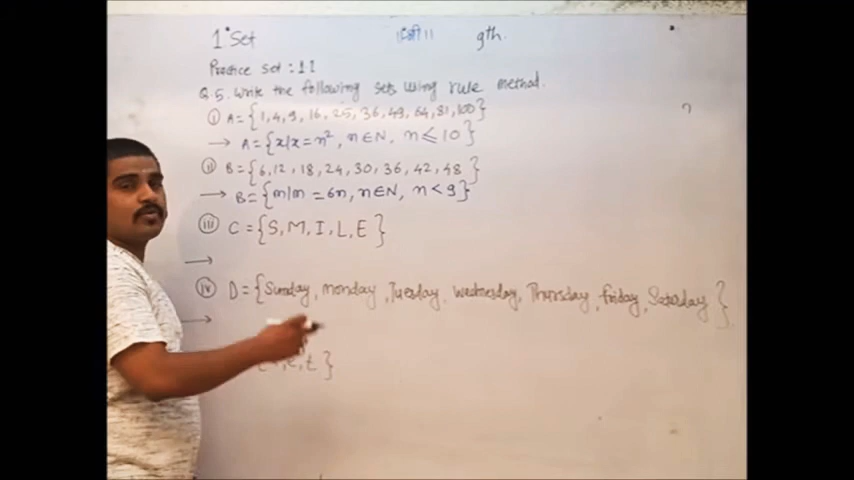 1. Set ॥श्री॥ 9th.
Practice set : 11
Q.5. Write the following sets using rule method.
(i) A = {1, 4, 9, 16, 25, 36, 49, 64, 81, 100}
→ A = {x/x = n², n∈N, n ≤ 10}
(ii) B = {6, 12, 18, 24, 30, 36, 42, 48}
→ B = {m/m = 6n, n∈N, n < 9}
(iii) C = {S, M, I, L, E}
→
(iv) D = {Sunday, monday, Tuesday, Wednesday, Thursday, friday, Saturday}
→
, e, t }